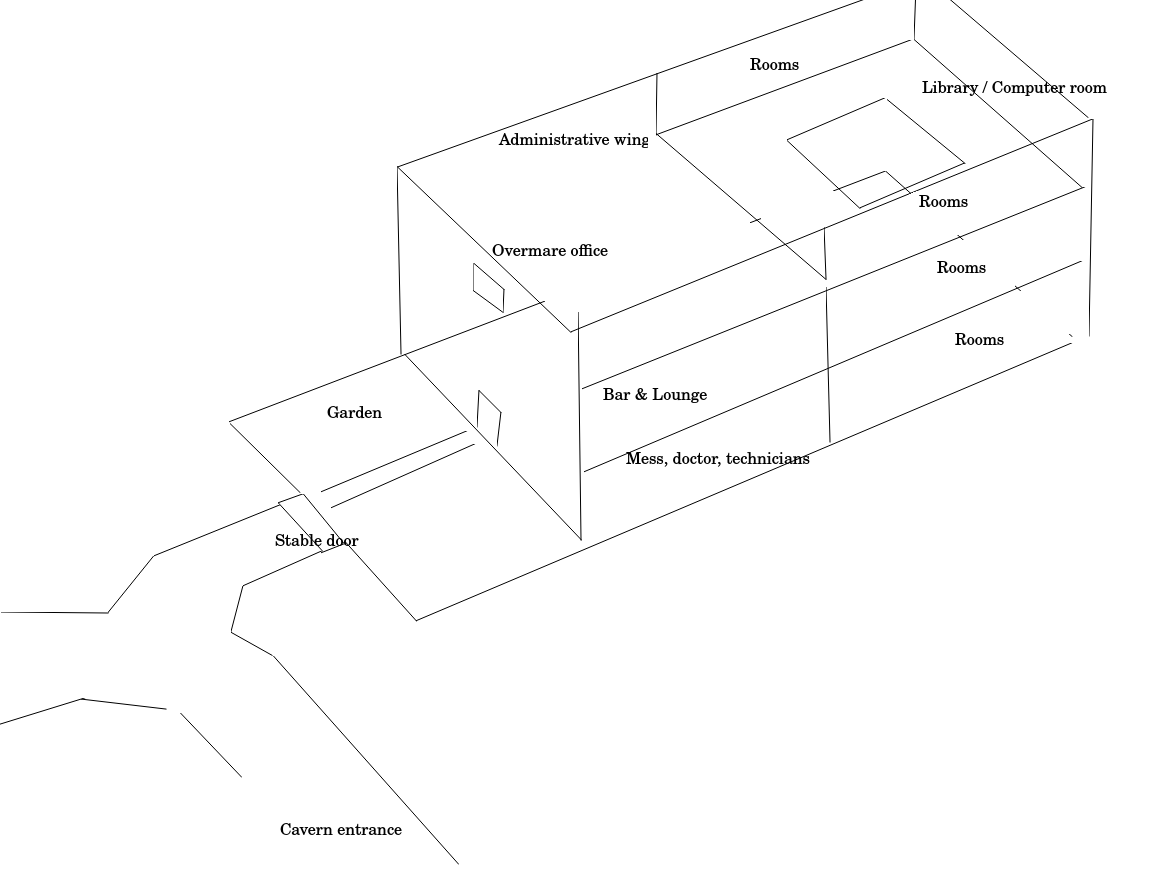 Rooms
Library / Computer room
Administrative wing
Rooms
Overmare office
Rooms
Rooms
Bar & Lounge
Garden
Mess, doctor, technicians
Stable door
Cavern entrance